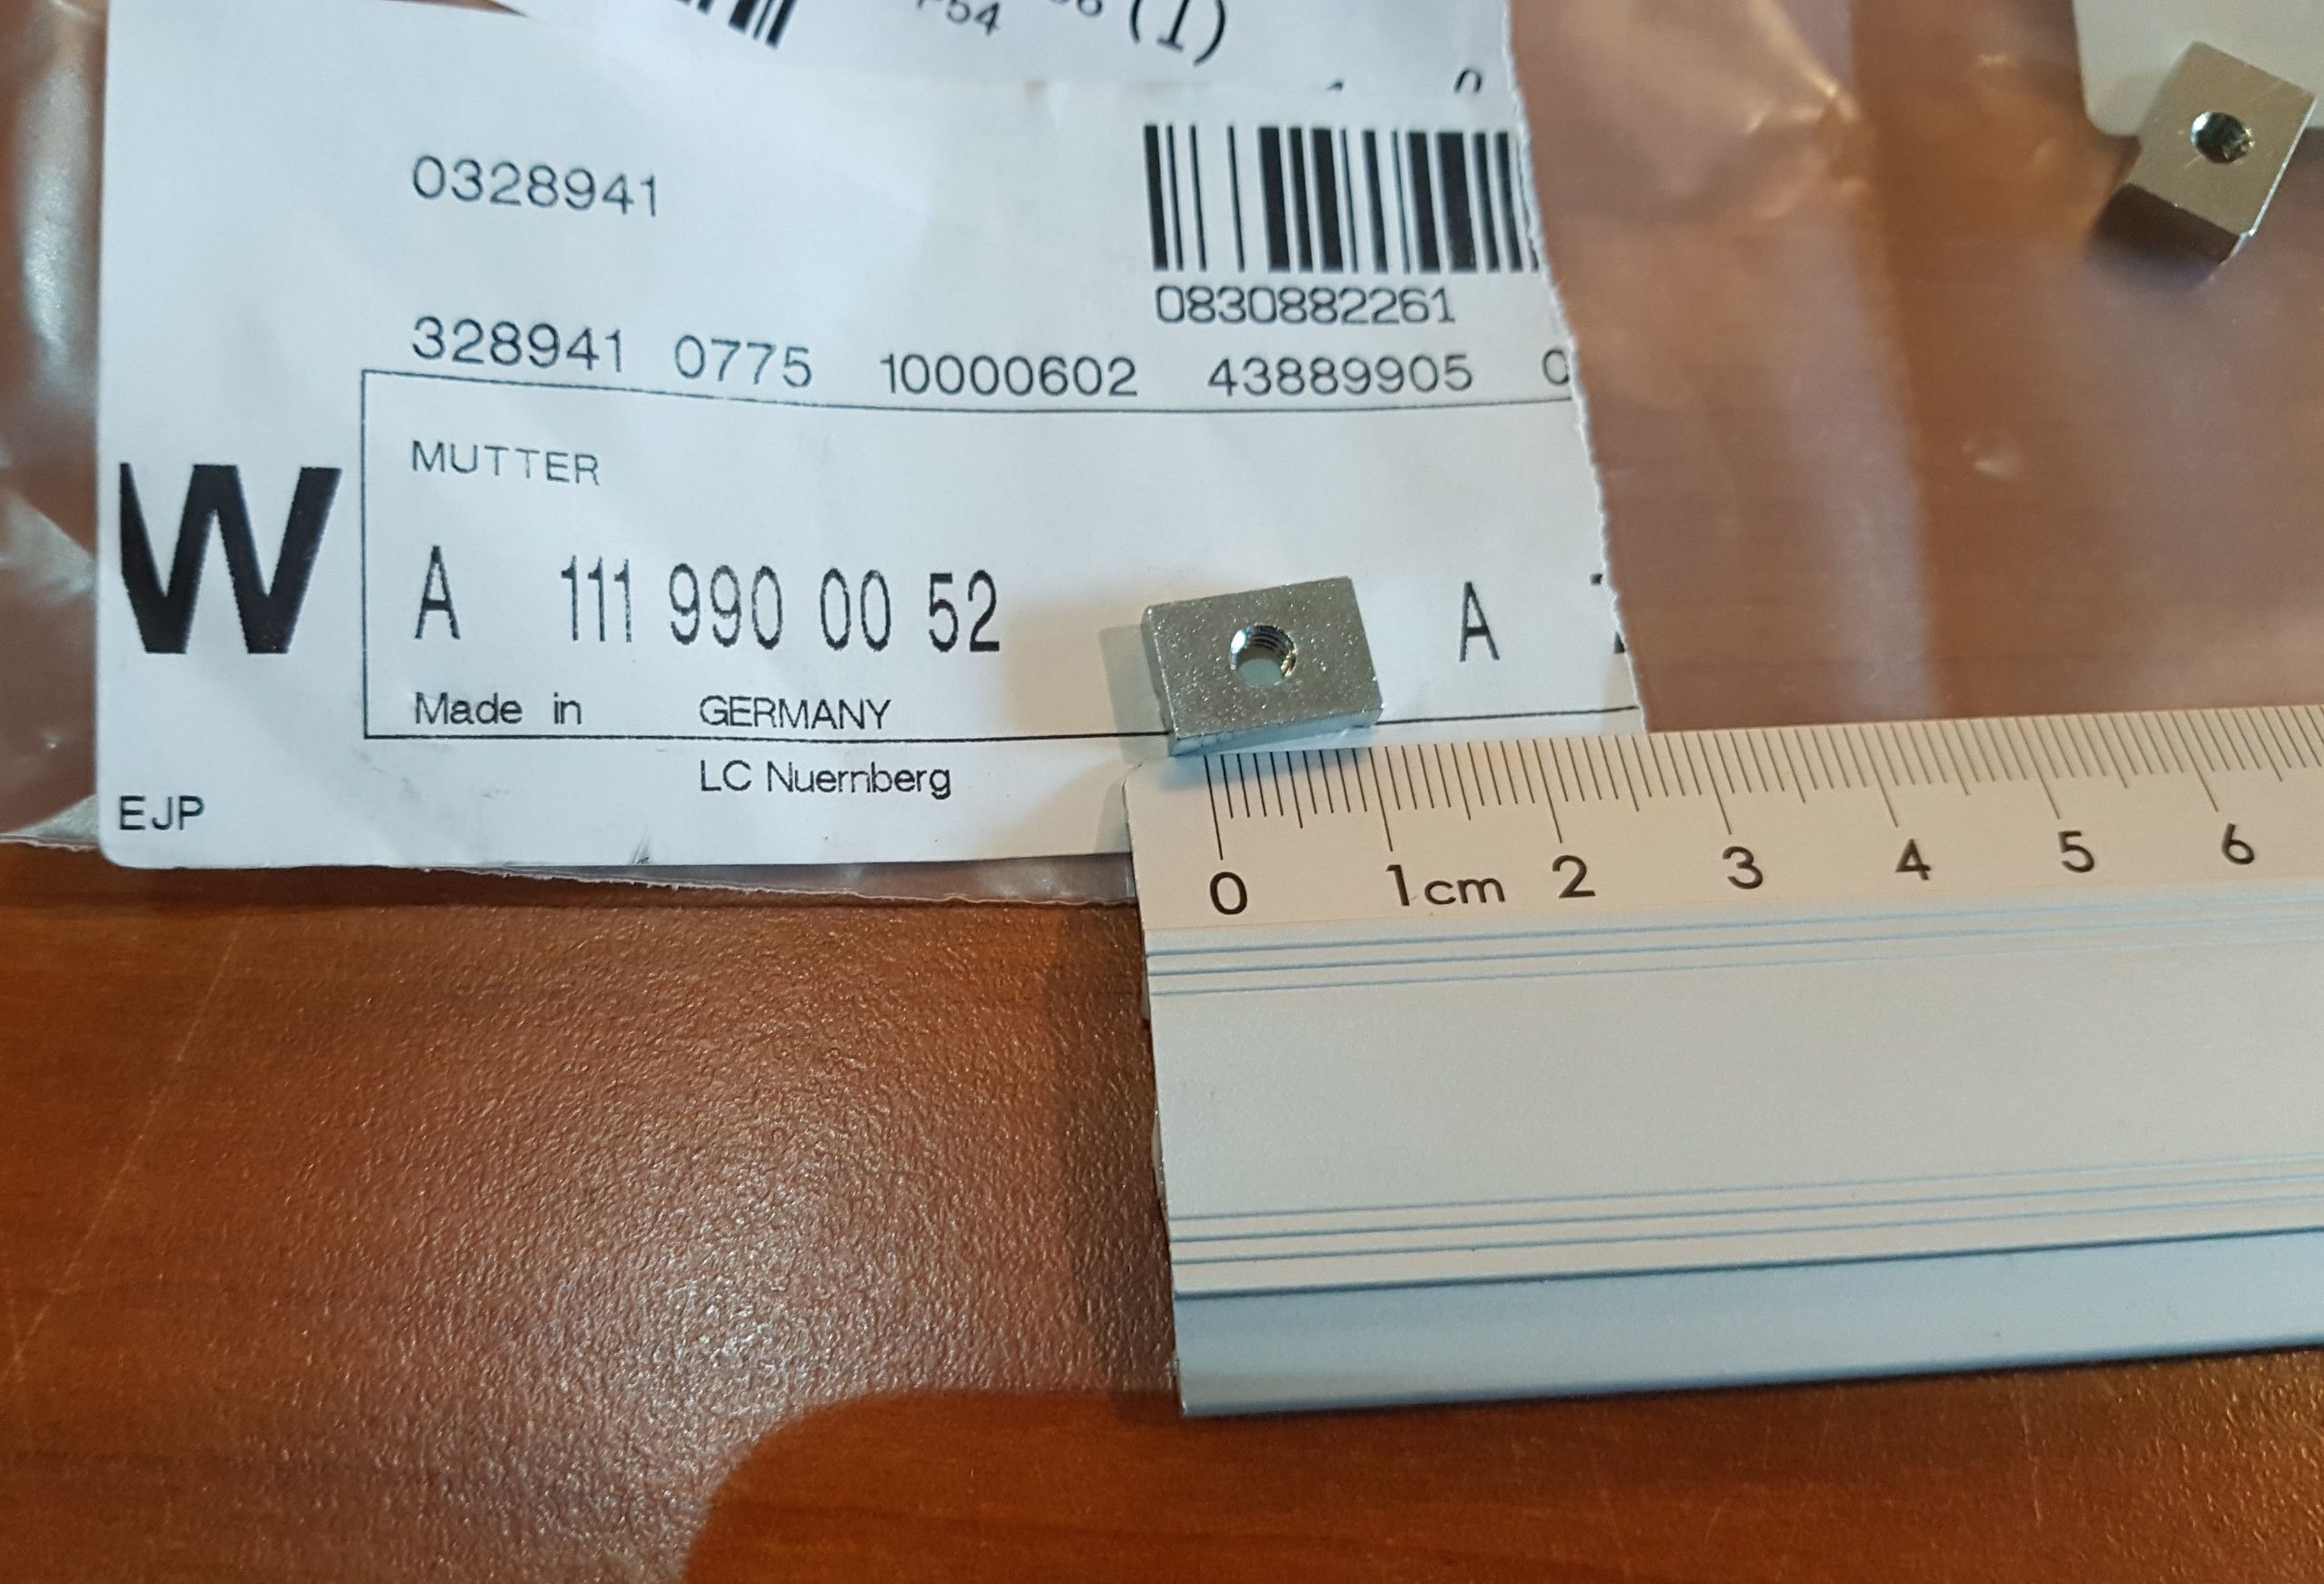 (1)
0328941
0830882261
328941 0775 10000602 43889905
MUTTER
W
A 111 990 00 52 A
Made in GERMANY
LC Nuernberg
EJP
0 1cm 2 3 4 5 6